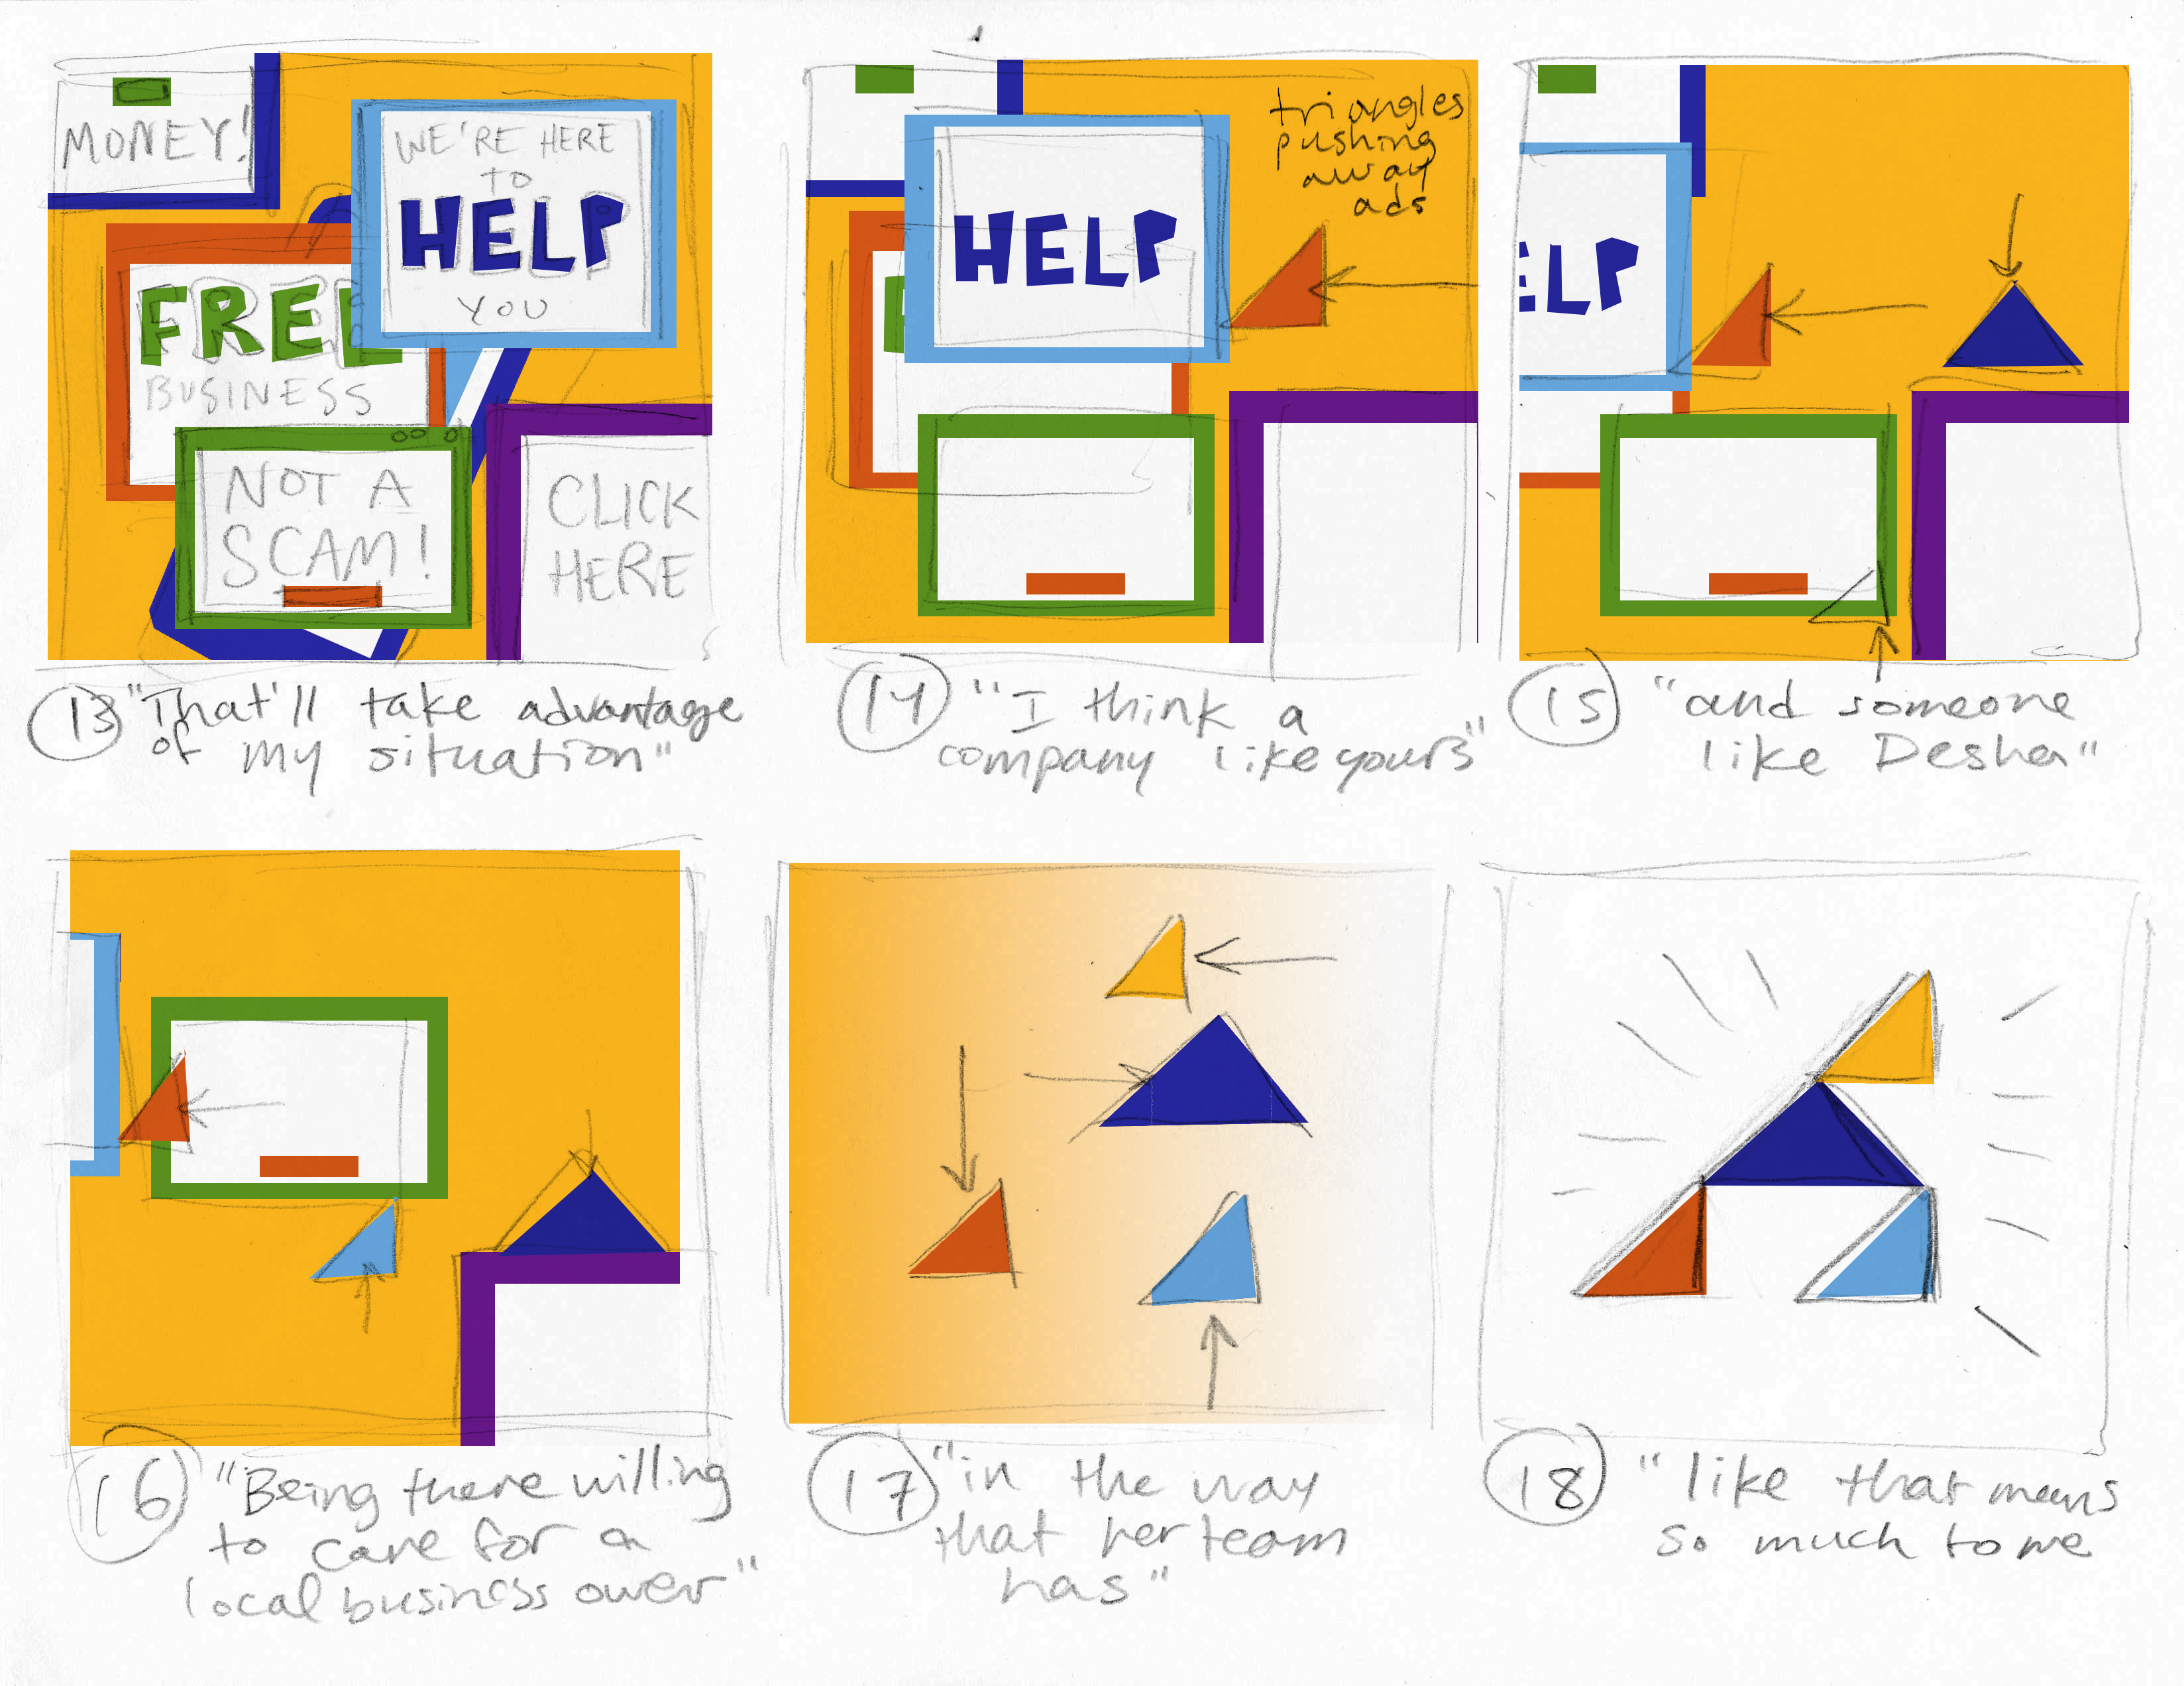 MONEY!
WE'RE HERE
TO
HELP
YOU
FREE
BUSINESS
NOT A
SCAM!
CLICK
HERE
13 "That'll take advantage
of my situation"
HELP
triangles
pushing
away
ads
14 "I think a
company like yours"
ELP
15 "and someone
like Desha"
16 "Being there willing
to care for a
local business ower"
17 "in the way
that her team
has"
18 "like that means
so much to me